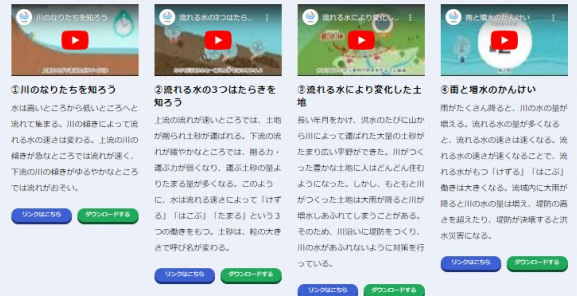 川のなりたちを知ろう
①川のなりたちを知ろう
水は高いところから低いところへと
流れて集まる。川の傾きによって流
れる水の速さは変わる。上流の川の
傾きが急なところでは流れが速く、
下流の川の傾きがゆるやかなところ
では流れがおそい。
リンクはこちら
ダウンロードする
流れる水の3つはたら...
②流れる水の3つのはたらきを
知ろう
上流の流れが速いところでは、土地
が削られ土砂が運ばれる。下流の流
れが緩やかなところでは、削る力・
運ぶ力が弱くなり、運ぶ土砂の量よ
りたまる量が多くなる。このよう
に、水は流れる速さによって「けず
る」「はこぶ」「たまる」という3
つの働きをもつ。土砂は、粒の大き
さで呼び名が変わる。
リンクはこちら
ダウンロードする
流れる水により変化し...
③流れる水により変化した土
地
長い年月をかけ、洪水のたびに山か
ら川によって運ばれた大量の土砂が
たまり広い平野ができた。川がつく
った豊かな土地に人はどんどん住む
ようになった。しかし、もともと川
がつくった土地は大雨が降ると川が
増水しあふれてしまうことがある。
そのため、川沿いに堤防をつくり、
川の水があふれないように対策を行
っている。
リンクはこちら
ダウンロードする
雨と増水のかんけい
④雨と増水のかんけい
雨がたくさん降ると、川の水の量が
増える。流れる水の量が多くなる
と、流れる水の速さは速くなる。流
れる水の速さが速くなることで、流
れる水がもつ「けずる」「はこぶ」
働きは大きくなる。流域内に大雨が
降ると川の水の量は増え、堤防の高
さを超えたり、堤防が決壊すると洪
水災害になる。
リンクはこちら
ダウンロードする